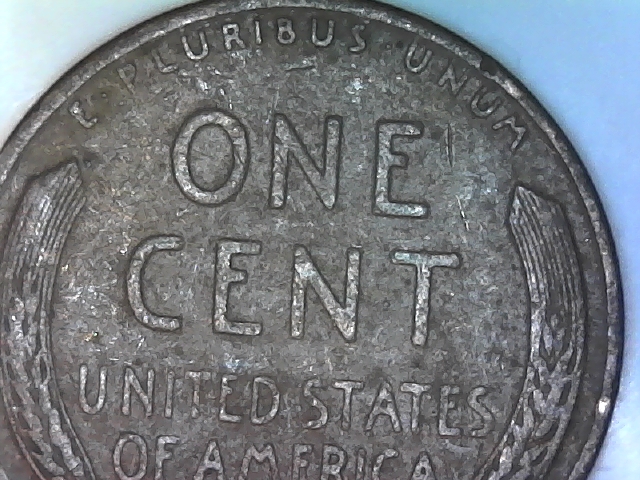 E · PLURIBUS · UNUM
ONE
CENT
UNITED STATES
OF AMERICA